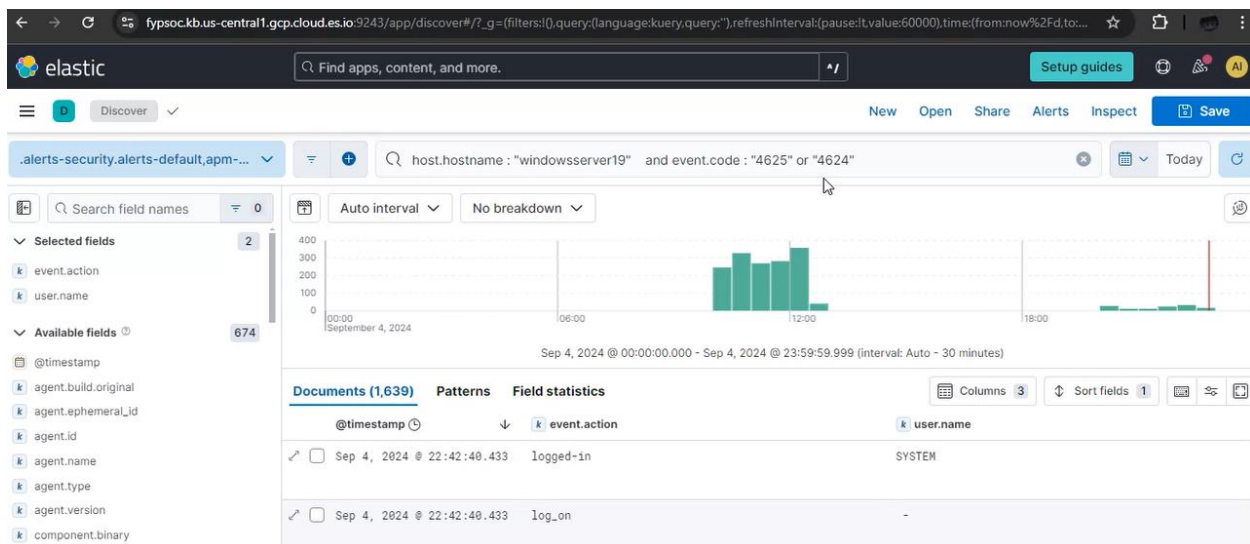 fypsoc.kb.us-central1.gcp.cloud.es.io:9243/app/discover#/?_g=(filters:!(),query:(language:kuery,query:''),refreshInterval:(pause:!t,value:60000),time:(from:now%2Fd,to:...
elastic
Find apps, content, and more.
^/
Setup guides
AI
D
Discover
New
Open
Share
Alerts
Inspect
Save
.alerts-security.alerts-default,apm-...
host.hostname : "windowsserver19" and event.code : "4625" or "4624"
Today
Search field names
0
Auto interval
No breakdown
Selected fields
2
k event.action
k user.name
Available fields
674
@timestamp
k agent.build.original
k agent.ephemeral_id
k agent.id
k agent.name
k agent.type
k agent.version
k component.binary
400
300
200
100
0
00:00
September 4, 2024
06:00
12:00
18:00
Sep 4, 2024 @ 00:00:00.000 - Sep 4, 2024 @ 23:59:59.999 (interval: Auto - 30 minutes)
Documents (1,639)
Patterns
Field statistics
Columns 3
Sort fields 1
@timestamp
k event.action
k user.name
Sep 4, 2024 @ 22:42:40.433 logged-in SYSTEM
Sep 4, 2024 @ 22:42:40.433 log_on -